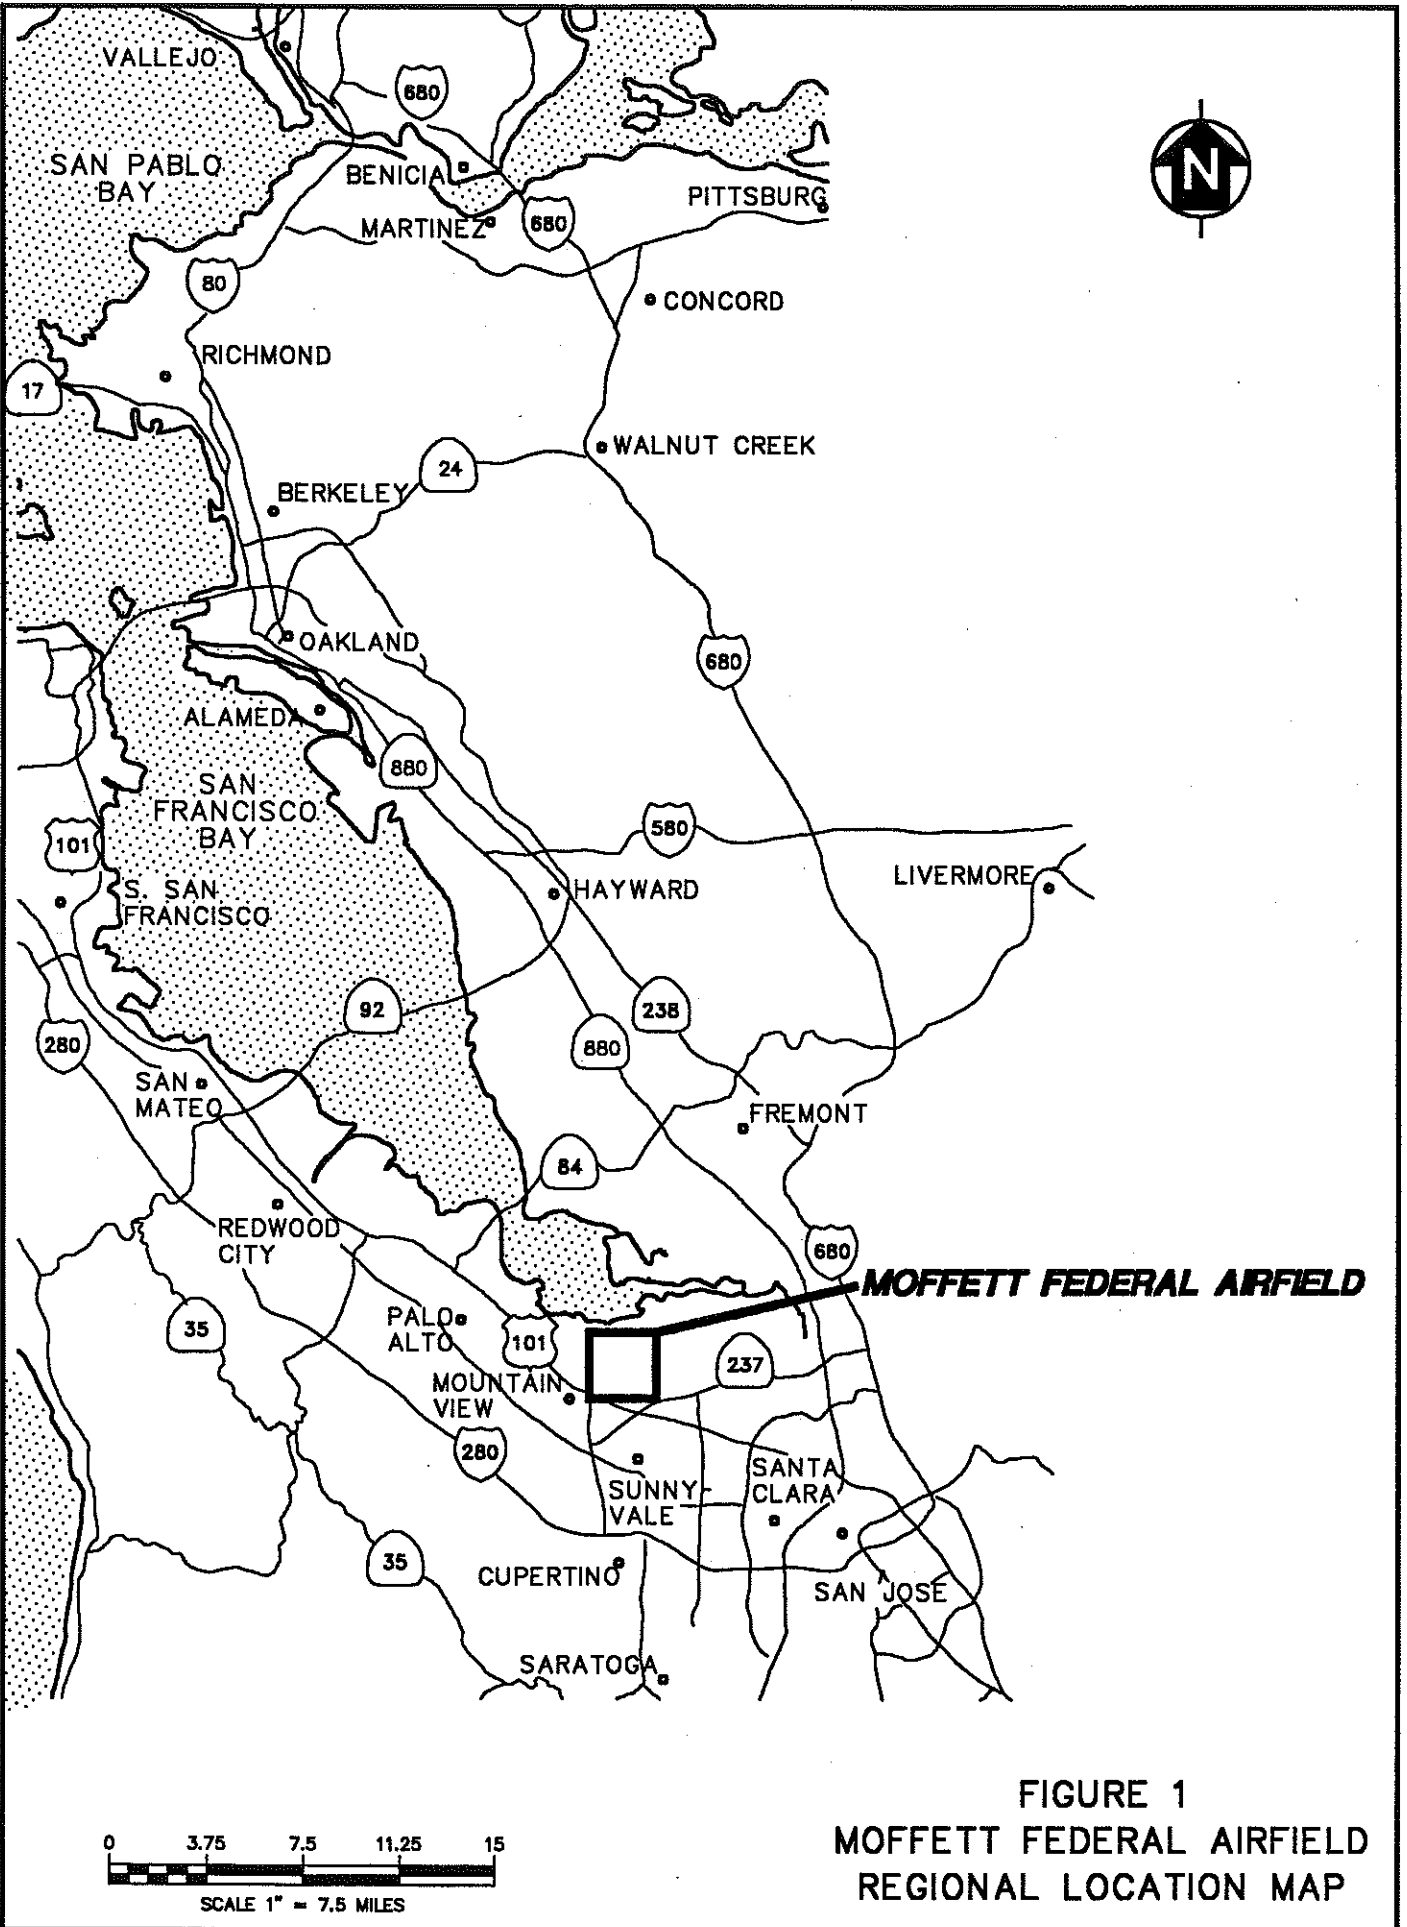 VALLEJO
680
SAN PABLO
BAY
BENICIA
PITTSBURG
MARTINEZ
680
N
80
CONCORD
RICHMOND
17
WALNUT CREEK
24
BERKELEY
OAKLAND
680
ALAMEDA
880
SAN
FRANCISCO
BAY
580
101
LIVERMORE
S. SAN
FRANCISCO
HAYWARD
92
238
280
880
SAN
MATEO
FREMONT
84
REDWOOD
CITY
680
MOFFETT FEDERAL AIRFIELD
35
PALO
ALTO
101
237
MOUNTAIN
VIEW
280
SUNNY-
VALE
SANTA
CLARA
35
CUPERTINO
SAN JOSE
SARATOGA
0 3.75 7.5 11.25 15
SCALE 1" = 7.5 MILES
FIGURE 1
MOFFETT FEDERAL AIRFIELD
REGIONAL LOCATION MAP